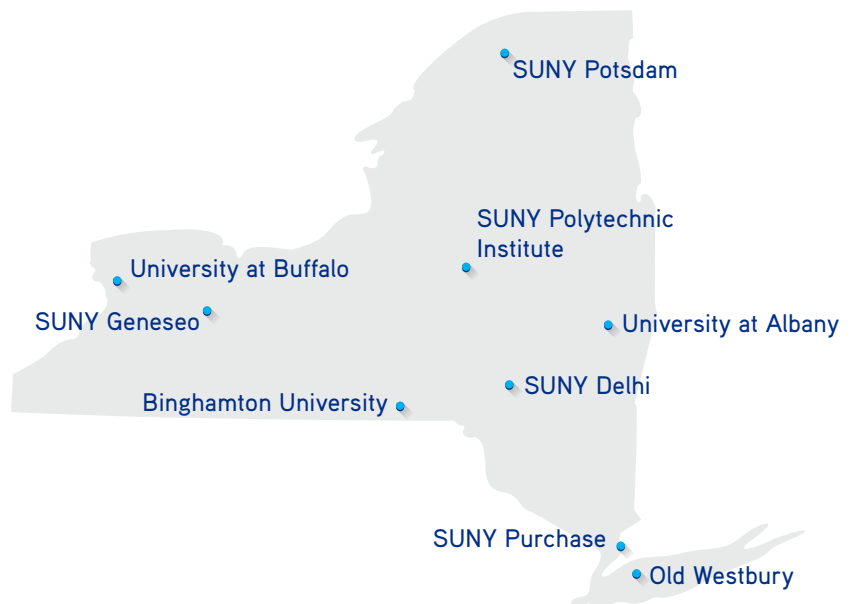 SUNY Potsdam
SUNY Polytechnic
Institute
University at Buffalo
SUNY Geneseo
University at Albany
SUNY Delhi
Binghamton University
SUNY Purchase
Old Westbury